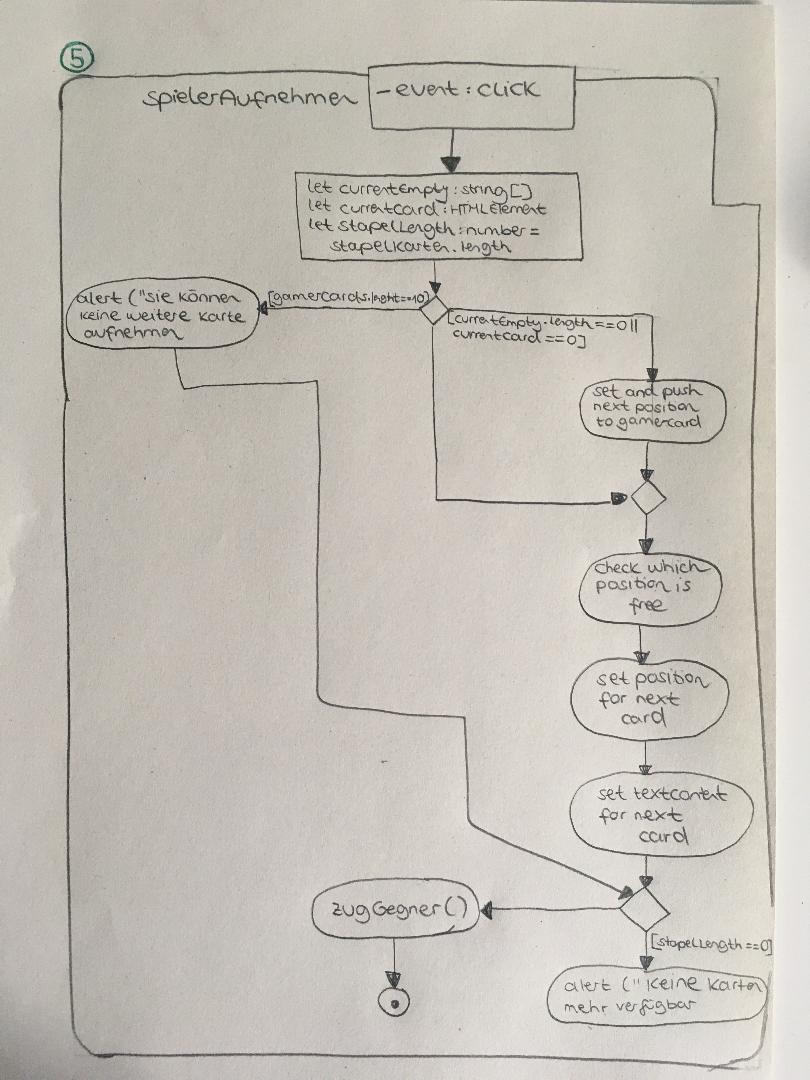 5
spielerAufnehmen
-event:click
let currentEmpty:string[]
let currentCard:HTMLElement
let stapelLength:number=
stapelKarten.length
alert ("sie können
keine weitere Karte
aufnehmen
[gamerCards.lenght==10]
[currentEmpty.length==0||
currentCard==0]
set and push
next position
to gamercard
check which
position is
free
set position
for next
card
set textcontent
for next
card
zugGegner()
[stapelLength==0]
alert ("Keine Karten
mehr verfügbar